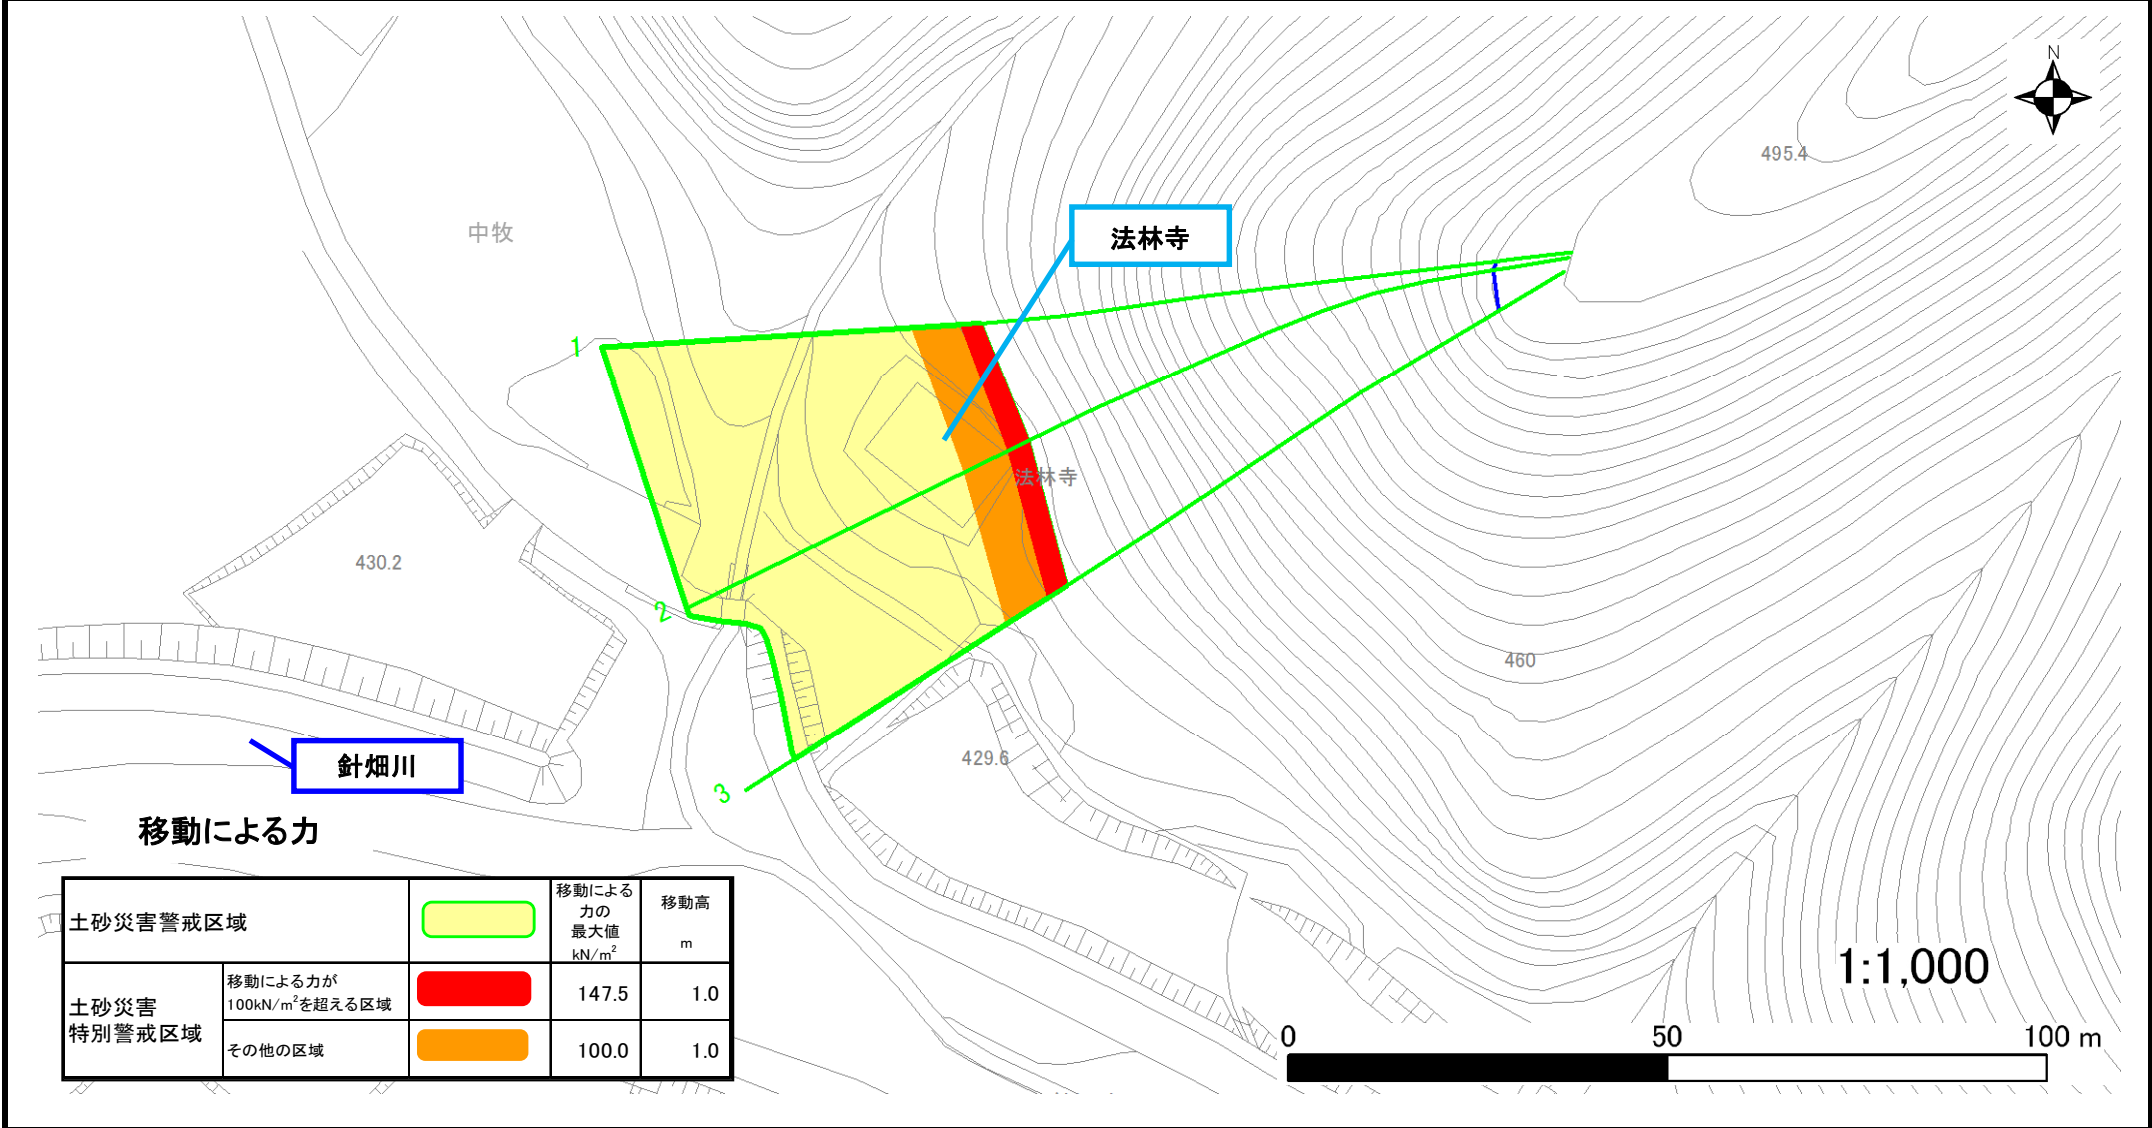 N
495.4
法林寺
中牧
1
法林寺
430.2
2
460
429.6
3
針畑川
移動による力
土砂災害警戒区域
移動による
力の
最大値
kN/m²
移動高
m
土砂災害
特別警戒区域
移動による力が
100kN/m²を超える区域
147.5
1.0
その他の区域
100.0
1.0
1:1,000
0
50
100 m